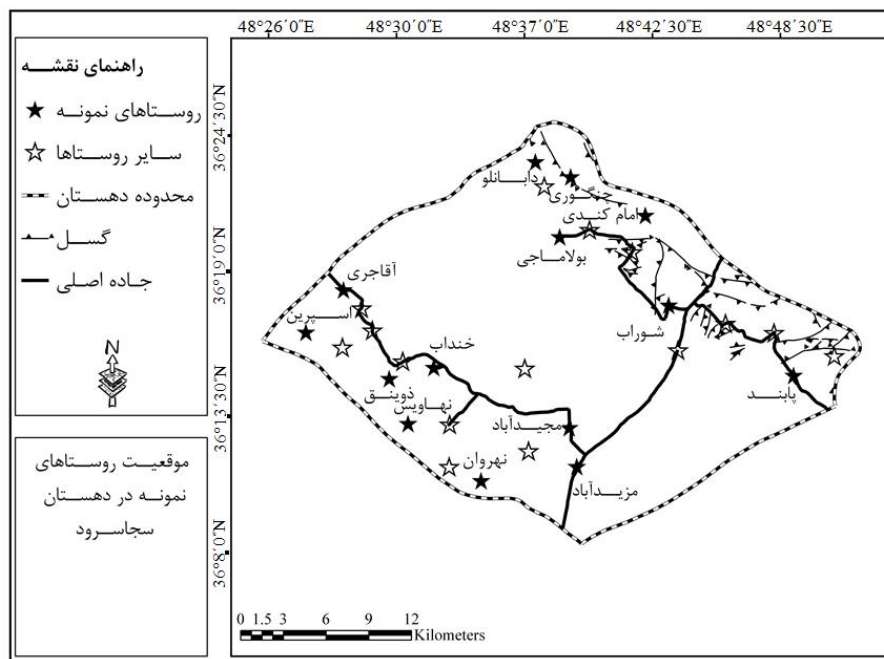 48°26′0″E 48°30′0″E 48°37′0″E 48°42′30″E 48°48′30″E
36°24′30″N
36°19′0″N
36°13′30″N
36°8′0″N
راهنمای نقشه
روستاهای نمونه
سایر روستاها
محدوده دهستان
گسل
جاده اصلی
N
موقعیت روستاهای
نمونه در دهستان
سجاسرود
دابانلو
چنگوری
امام کندی
بولاماجی
آقاجری
اسپرین
شوراب
خنداب
ذوینق
پابند
نهاویس
مجیدآباد
نهروان
مزیدآباد
0 1.5 3 6 9 12
Kilometers